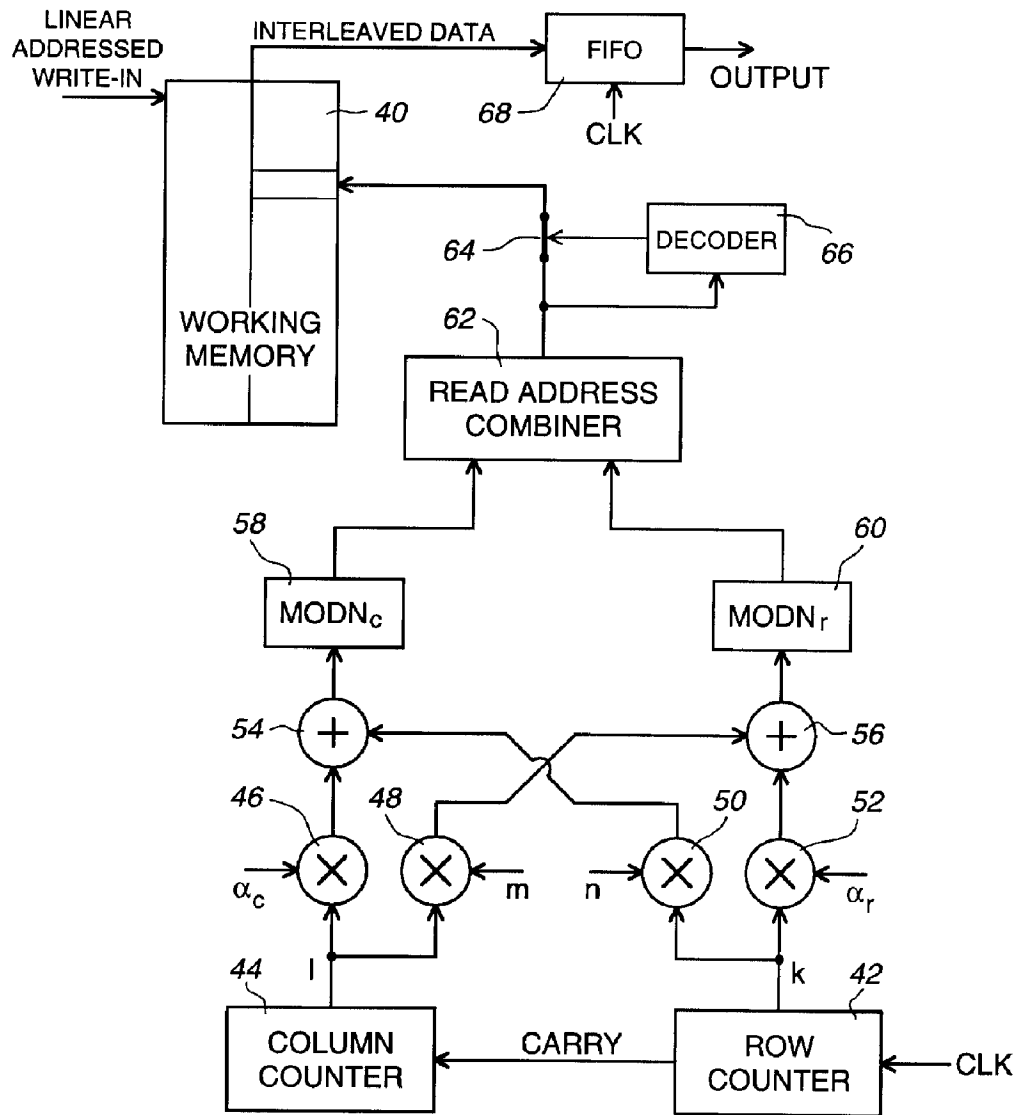 LINEAR
ADDRESSED
WRITE-IN
INTERLEAVED DATA
FIFO
OUTPUT
40
68
CLK
64
DECODER
66
WORKING
MEMORY
62
READ ADDRESS
COMBINER
58
60
MODNc
MODNr
54
+
+
56
46
48
50
52
×
×
×
×
αc
m
n
αr
44
l
k
42
COLUMN
COUNTER
CARRY
ROW
COUNTER
CLK